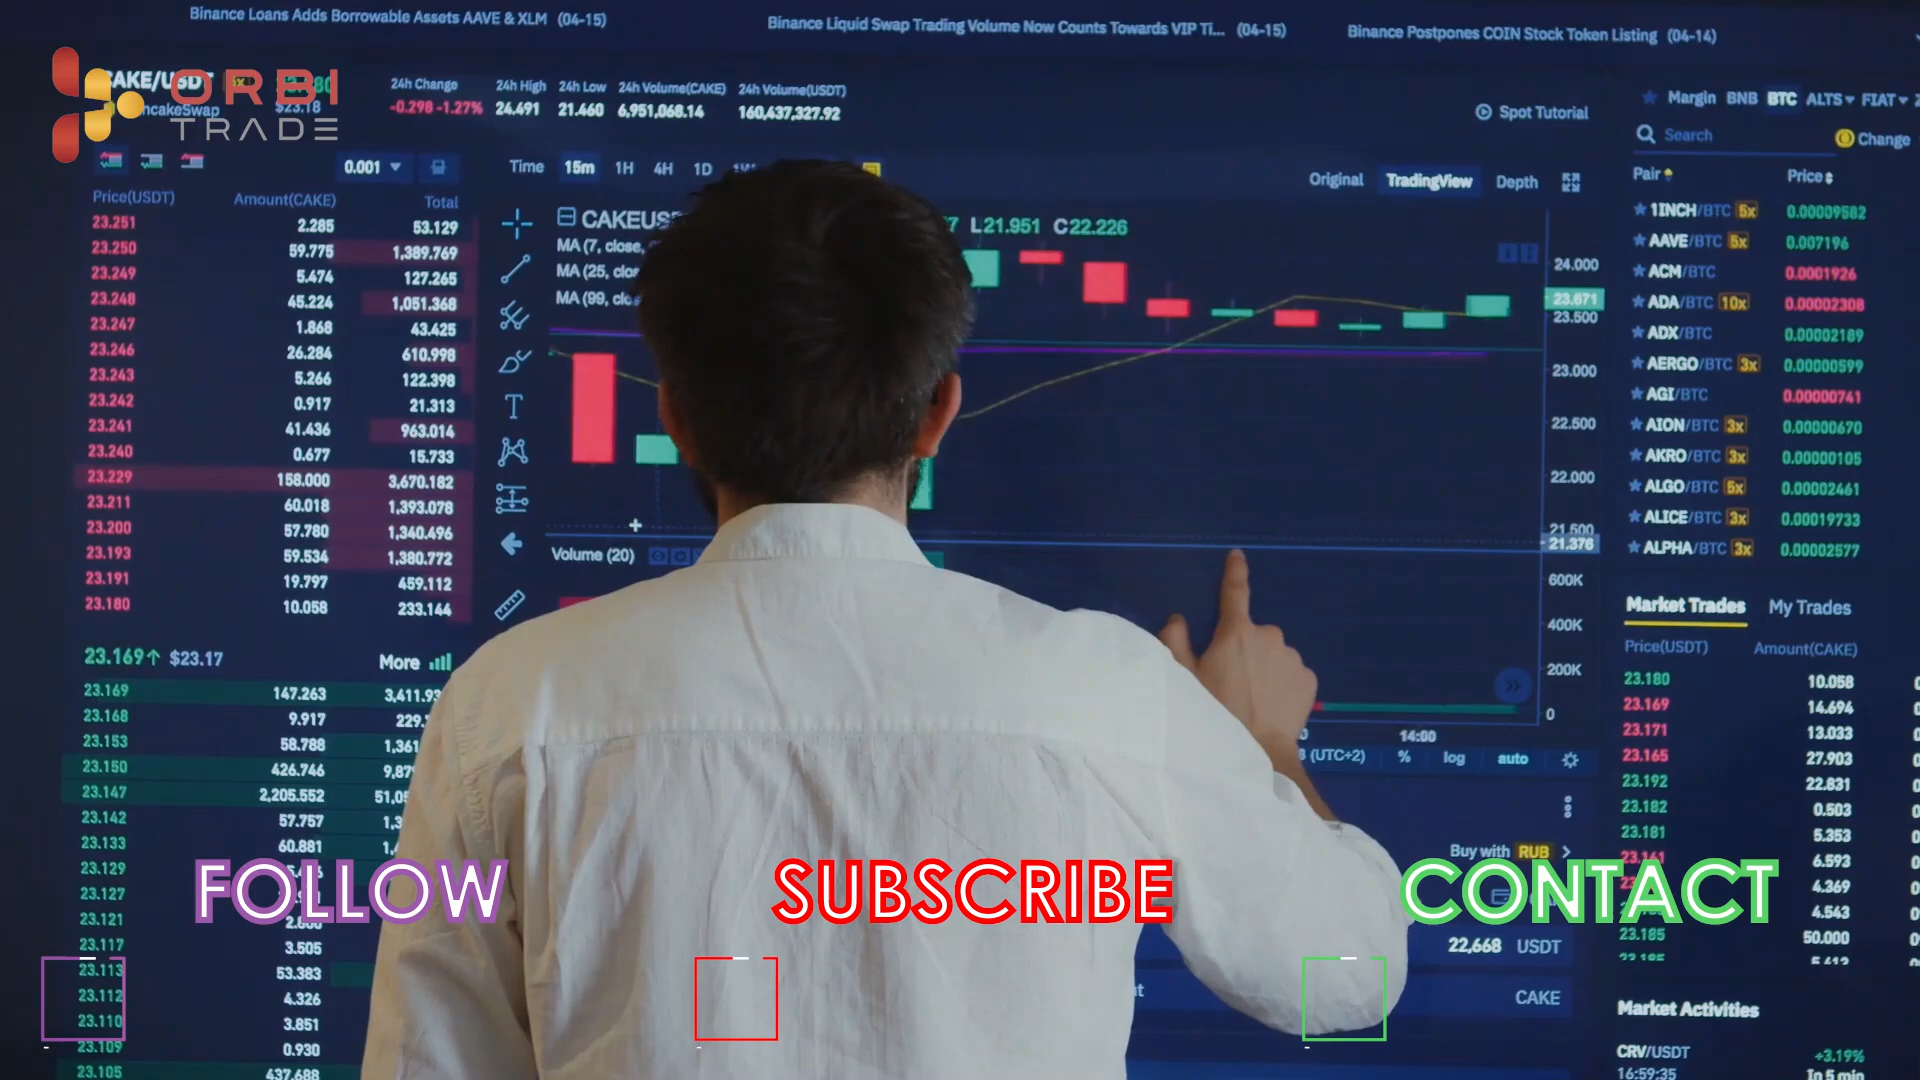 Binance Loans Adds Borrowable Assets AAVE & XLM (04-15)
Binance Liquid Swap Trading Volume Now Counts Towards VIP Ti... (04-15)
Binance Postpones COIN Stock Token Listing (04-14)
ORBI
TRADE
CAKE/USDT
$23.18
24h Change
-0.298 -1.27%
24h High
24.491
24h Low
21.460
24h Volume(CAKE)
6,951,068.14
24h Volume(USDT)
160,437,327.92
Spot Tutorial
Margin BNB BTC ALTS FIAT
Search
Change
0.001
Time 15m 1H 4H 1D
Original TradingView Depth
Pair Price
Price(USDT) Amount(CAKE) Total
23.251 2.285 53.129
23.250 59.775 1,389.769
23.249 5.474 127.265
23.248 45.224 1,051.368
23.247 1.868 43.425
23.246 26.284 610.998
23.243 5.266 122.398
23.242 0.917 21.313
23.241 41.436 963.014
23.240 0.677 15.733
23.229 158.000 3,670.182
23.211 60.018 1,393.078
23.200 57.780 1,340.496
23.193 59.534 1,380.772
23.191 19.797 459.112
23.180 10.058 233.144
23.169↑ $23.17 More
23.169 147.263
23.168 9.917
23.153 58.788
23.150 426.746
23.147 2,205.552
23.142 57.757
23.133 60.881
23.129
23.127
23.121
23.117 3.505
23.113 53.383
23.112 4.326
23.110 3.851
23.109 0.930
23.105 437.688
L21.951 C22.226
MA (7, close,
MA (25,
MA (99,
Volume (20)
24.000
23.671
23.500
23.000
22.500
22.000
21.500
21.376
600K
400K
200K
0
14:00
(UTC+2) % log auto
Buy with RUB
22,668 USDT
CAKE
1INCH/BTC 5x 0.00009582
AAVE/BTC 5x 0.007196
ACM/BTC 0.0001926
ADA/BTC 10x 0.00002308
ADX/BTC 0.00002189
AERGO/BTC 3x 0.00000599
AGI/BTC 0.00000741
AION/BTC 3x 0.00000670
AKRO/BTC 3x 0.00000105
ALGO/BTC 5x 0.00002461
ALICE/BTC 3x 0.00019733
ALPHA/BTC 3x 0.00002577
Market Trades My Trades
Price(USDT) Amount(CAKE)
23.180 10.058
23.169 14.694
23.171 13.033
23.165 27.903
23.192 22.831
23.182 0.503
23.181 5.353
23.161 6.593
4.369
4.543
23.185 50.000
Market Activities
CRV/USDT +3.19%
16:59:35 In 5 min
FOLLOW
SUBSCRIBE
CONTACT